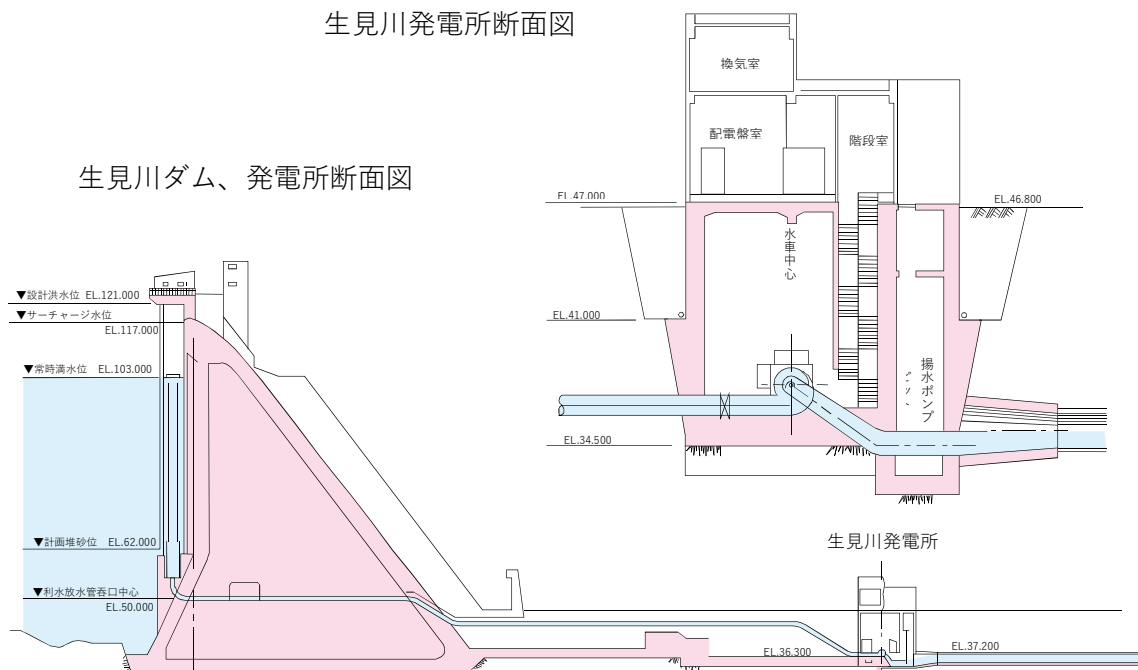 生見川発電所断面図
換気室
配電盤室
階段室
生見川ダム、発電所断面図
EL.47.000
EL.46.800
水車中心
▼設計洪水位 EL.121.000
▼サーチャージ水位
EL.117.000
EL.41.000
▼常時満水位 EL.103.000
揚水ポンプ
ピット
EL.34.500
▼計画堆砂位 EL.62.000
生見川発電所
▼利水放水管呑口中心
EL.50.000
EL.36.300
EL.37.200